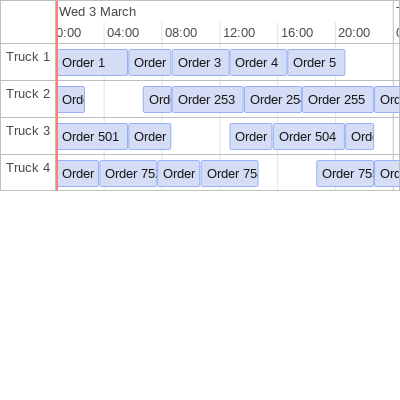 Wed 3 March
0:00 04:00 08:00 12:00 16:00 20:00
Truck 1 Order 1 Order Order 3 Order 4 Order 5
Truck 2 Ord Ord Order 253 Order 25 Order 255 Ord
Truck 3 Order 501 Order Order Order 504 Ord
Truck 4 Order Order 75 Order Order 75 Order 75 Ord